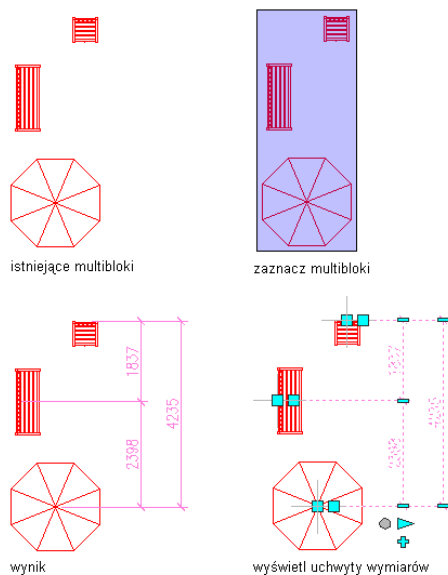 istniejące multibloki
zaznacz multibloki
1837
4235
2398
wynik
wyświetl uchwyty wymiarów